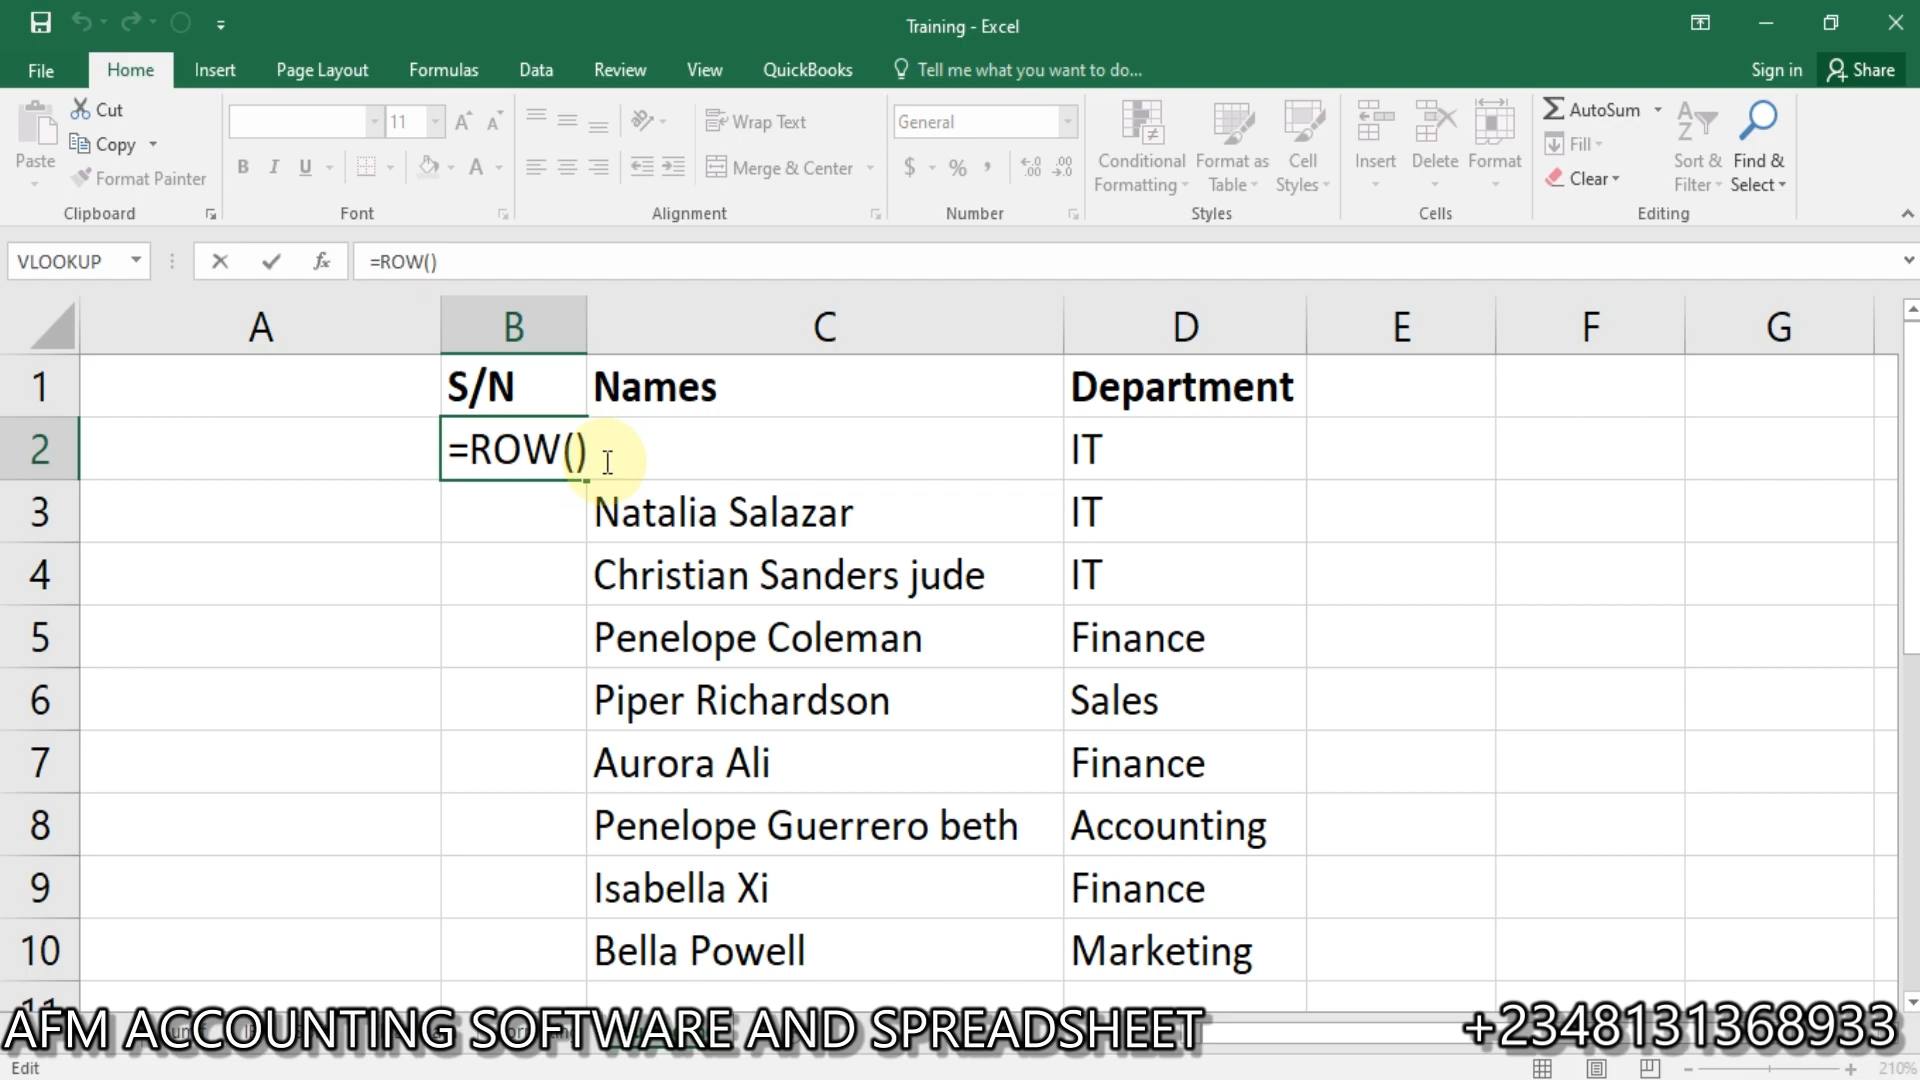 Training - Excel
File Home Insert Page Layout Formulas Data Review View QuickBooks Tell me what you want to do... Sign in Share
Cut
Copy
Format Painter
Paste
Clipboard
11
B I U A
Font
Wrap Text
Merge & Center
Alignment
General
$ % ,
Number
Conditional Formatting
Format as Table
Cell Styles
Styles
Insert Delete Format
Cells
AutoSum
Fill
Clear
Sort & Filter
Find & Select
Editing
VLOOKUP fx =ROW()
A B C D E F G
1 S/N Names Department
2 =ROW() IT
3 Natalia Salazar IT
4 Christian Sanders jude IT
5 Penelope Coleman Finance
6 Piper Richardson Sales
7 Aurora Ali Finance
8 Penelope Guerrero beth Accounting
9 Isabella Xi Finance
10 Bella Powell Marketing
11
AFM ACCOUNTING SOFTWARE AND SPREADSHEET +2348131368933
Edit 210%